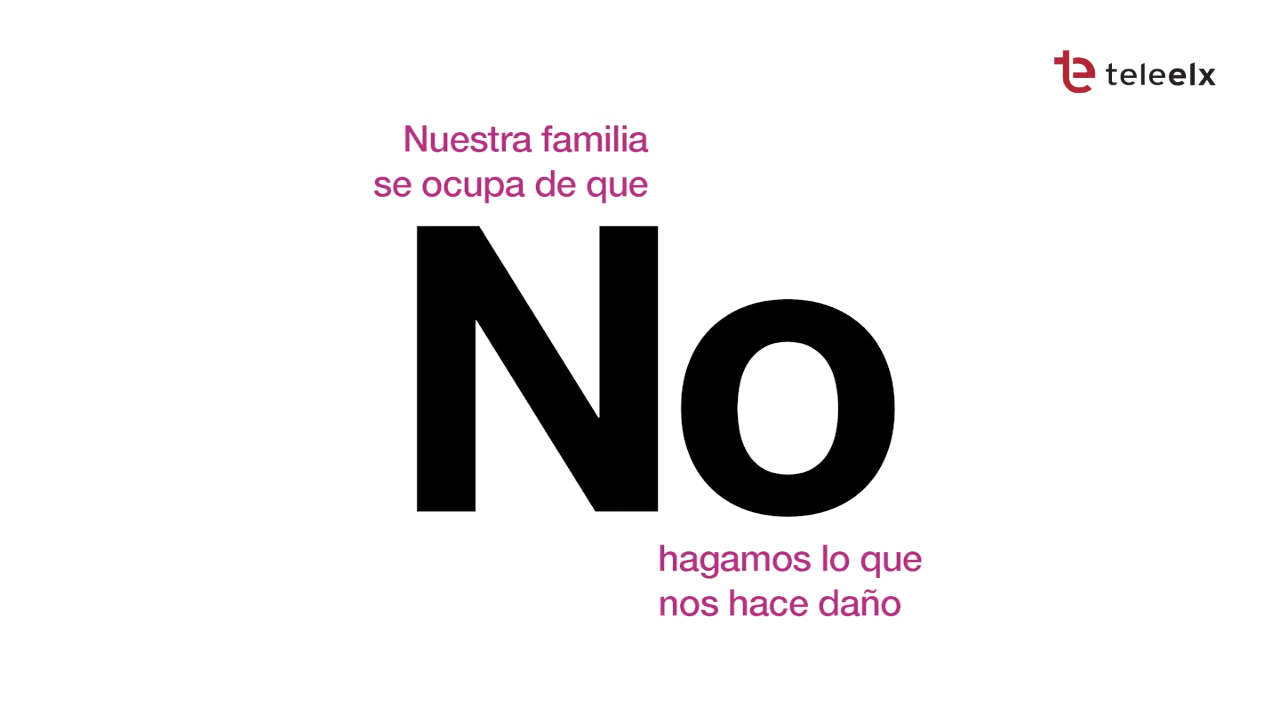 teleelx
Nuestra familia
se ocupa de que
No
hagamos lo que
nos hace daño